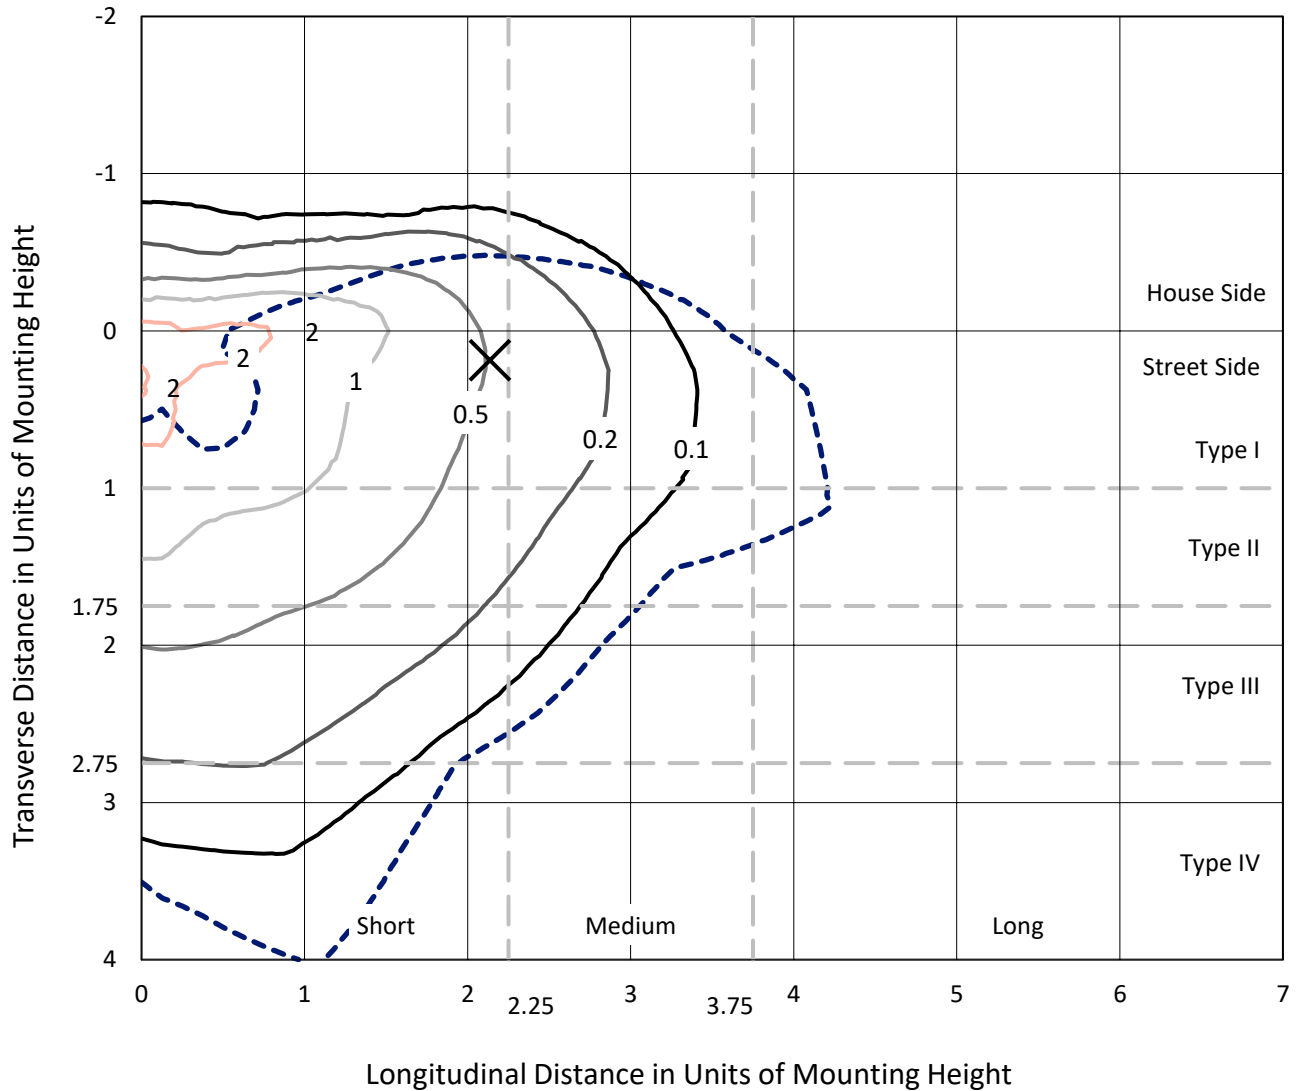 -2
-1
House Side
0
2
Street Side
2
2
1
0.5
0.2
0.1
Type I
1
Type II
1.75
2
Type III
2.75
3
Type IV
Short
Medium
Long
4
0
1
2
2.25
3
3.75
4
5
6
7
Longitudinal Distance in Units of Mounting Height
Transverse Distance in Units of Mounting Height